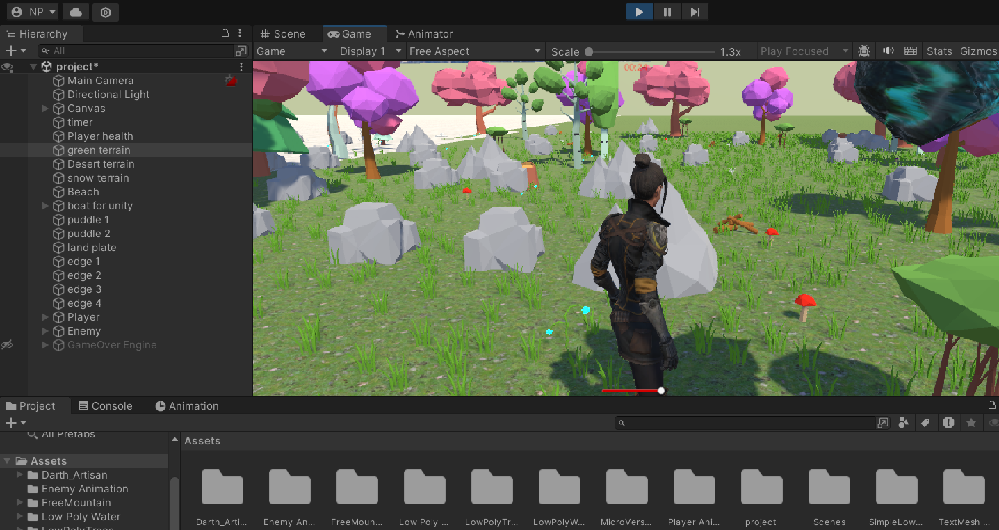 NP
Hierarchy
Scene
Game
Animator
All
Game
Display 1
Free Aspect
Scale
1.3x
Play Focused
Stats
Gizmos
project*
Main Camera
Directional Light
Canvas
timer
Player health
green terrain
Desert terrain
snow terrain
Beach
boat for unity
puddle 1
puddle 2
land plate
edge 1
edge 2
edge 3
edge 4
Player
Enemy
GameOver Engine
Project
Console
Animation
All Prefabs
Assets
Darth_Artisan
Enemy Animation
FreeMountain
Low Poly Water
LowPolyTrees
Assets
Darth_Arti...
Enemy An...
FreeMoun...
Low Poly ...
LowPolyTr...
LowPolyW...
MicroVers...
Player Ani...
project
Scenes
SimpleLow...
TextMesh ...